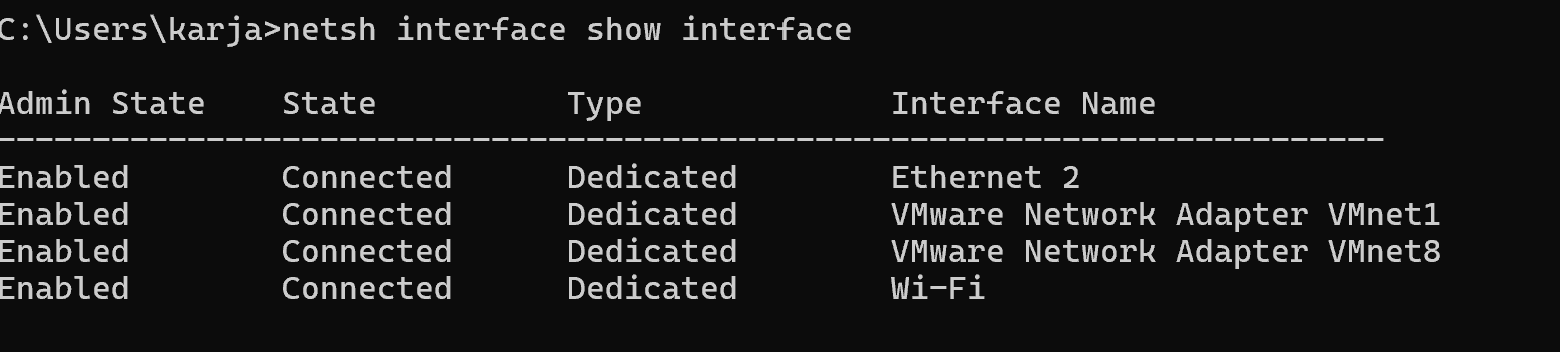 C:\Users\karja>netsh interface show interface
Admin State    State          Type             Interface Name
-------------------------------------------------------------------------
Enabled        Connected      Dedicated        Ethernet 2
Enabled        Connected      Dedicated        VMware Network Adapter VMnet1
Enabled        Connected      Dedicated        VMware Network Adapter VMnet8
Enabled        Connected      Dedicated        Wi-Fi